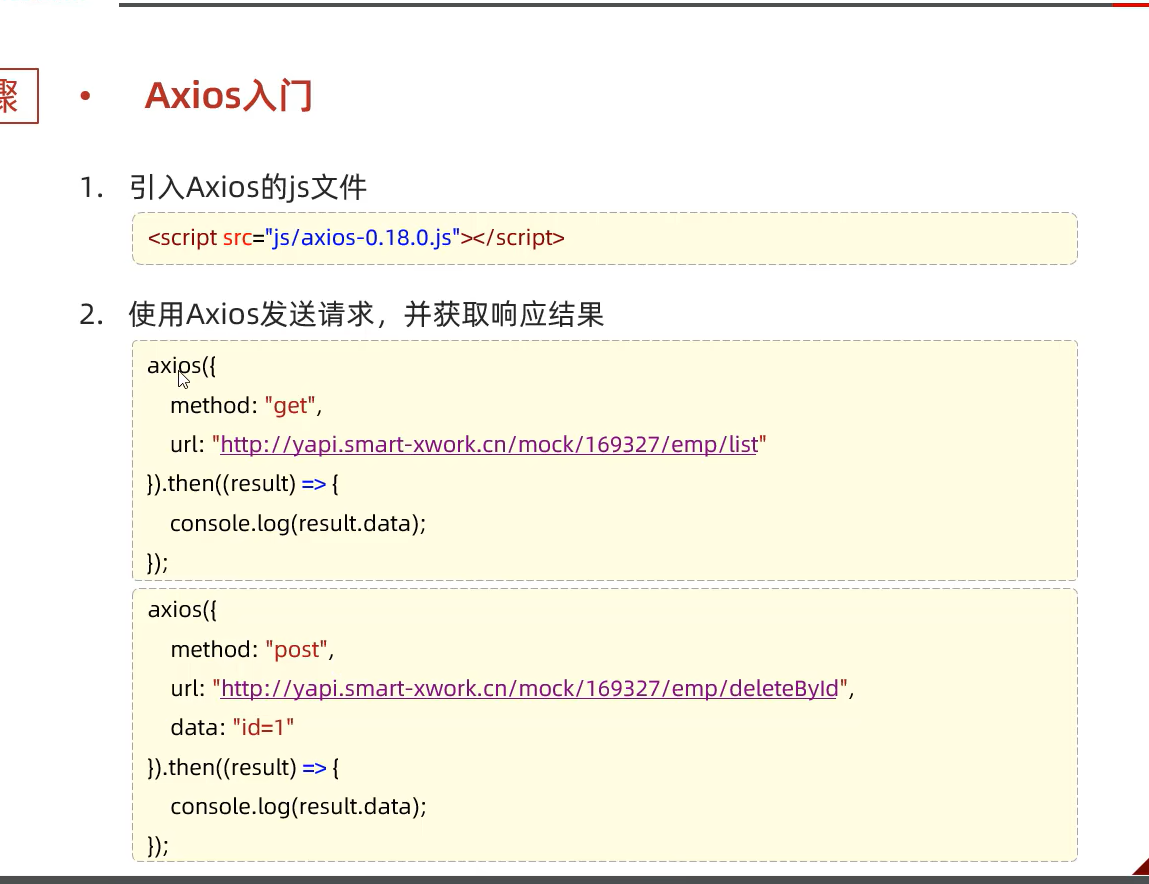 骤
• Axios入门
1. 引入Axios的js文件
<script src="js/axios-0.18.0.js"></script>
2. 使用Axios发送请求，并获取响应结果
axios({
    method: "get",
    url: "http://yapi.smart-xwork.cn/mock/169327/emp/list"
}).then((result) => {
    console.log(result.data);
});
axios({
    method: "post",
    url: "http://yapi.smart-xwork.cn/mock/169327/emp/deleteById",
    data: "id=1"
}).then((result) => {
    console.log(result.data);
});